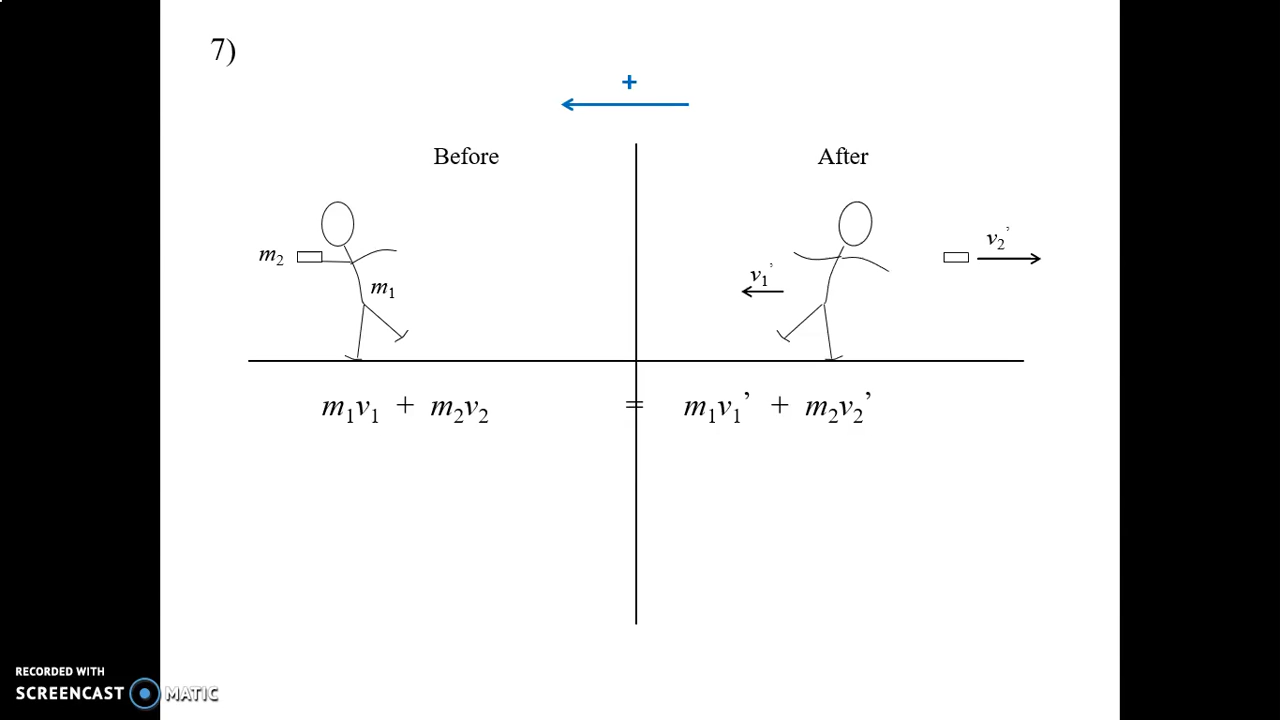 7)
+
Before
After
m₂
m₁
v₁’
v₂’
m₁v₁ + m₂v₂ = m₁v₁’ + m₂v₂’
RECORDED WITH
SCREENCAST MATIC